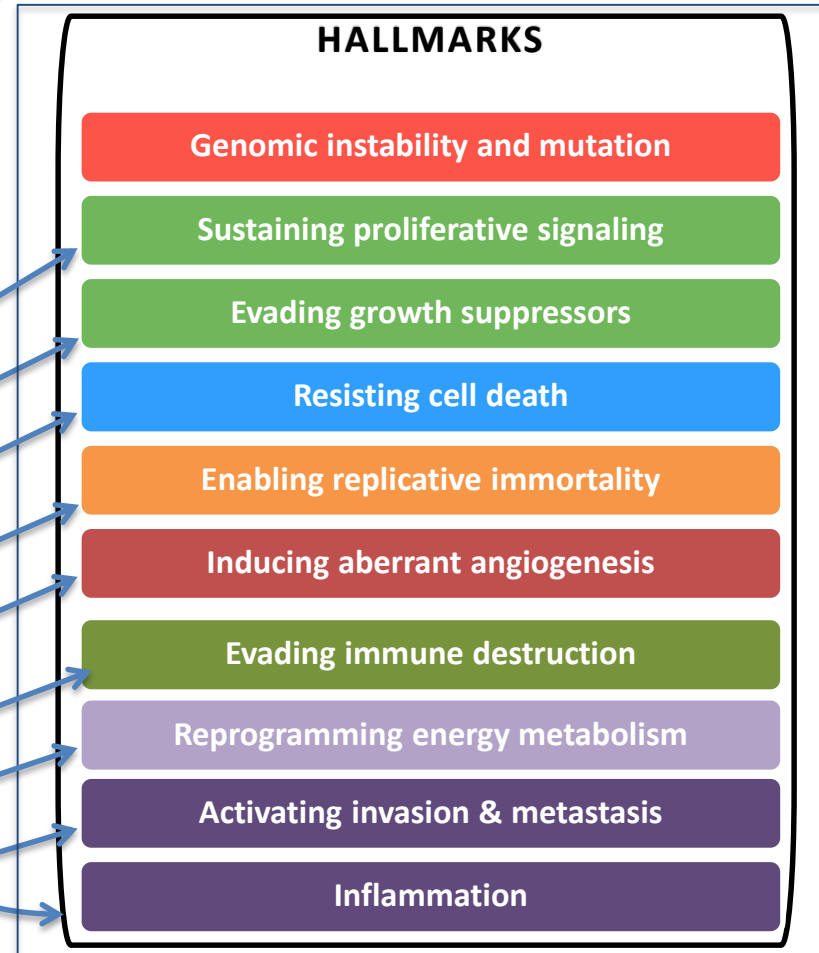 HALLMARKS
Genomic instability and mutation
Sustaining proliferative signaling
Evading growth suppressors
Resisting cell death
Enabling replicative immortality
Inducing aberrant angiogenesis
Evading immune destruction
Reprogramming energy metabolism
Activating invasion & metastasis
Inflammation